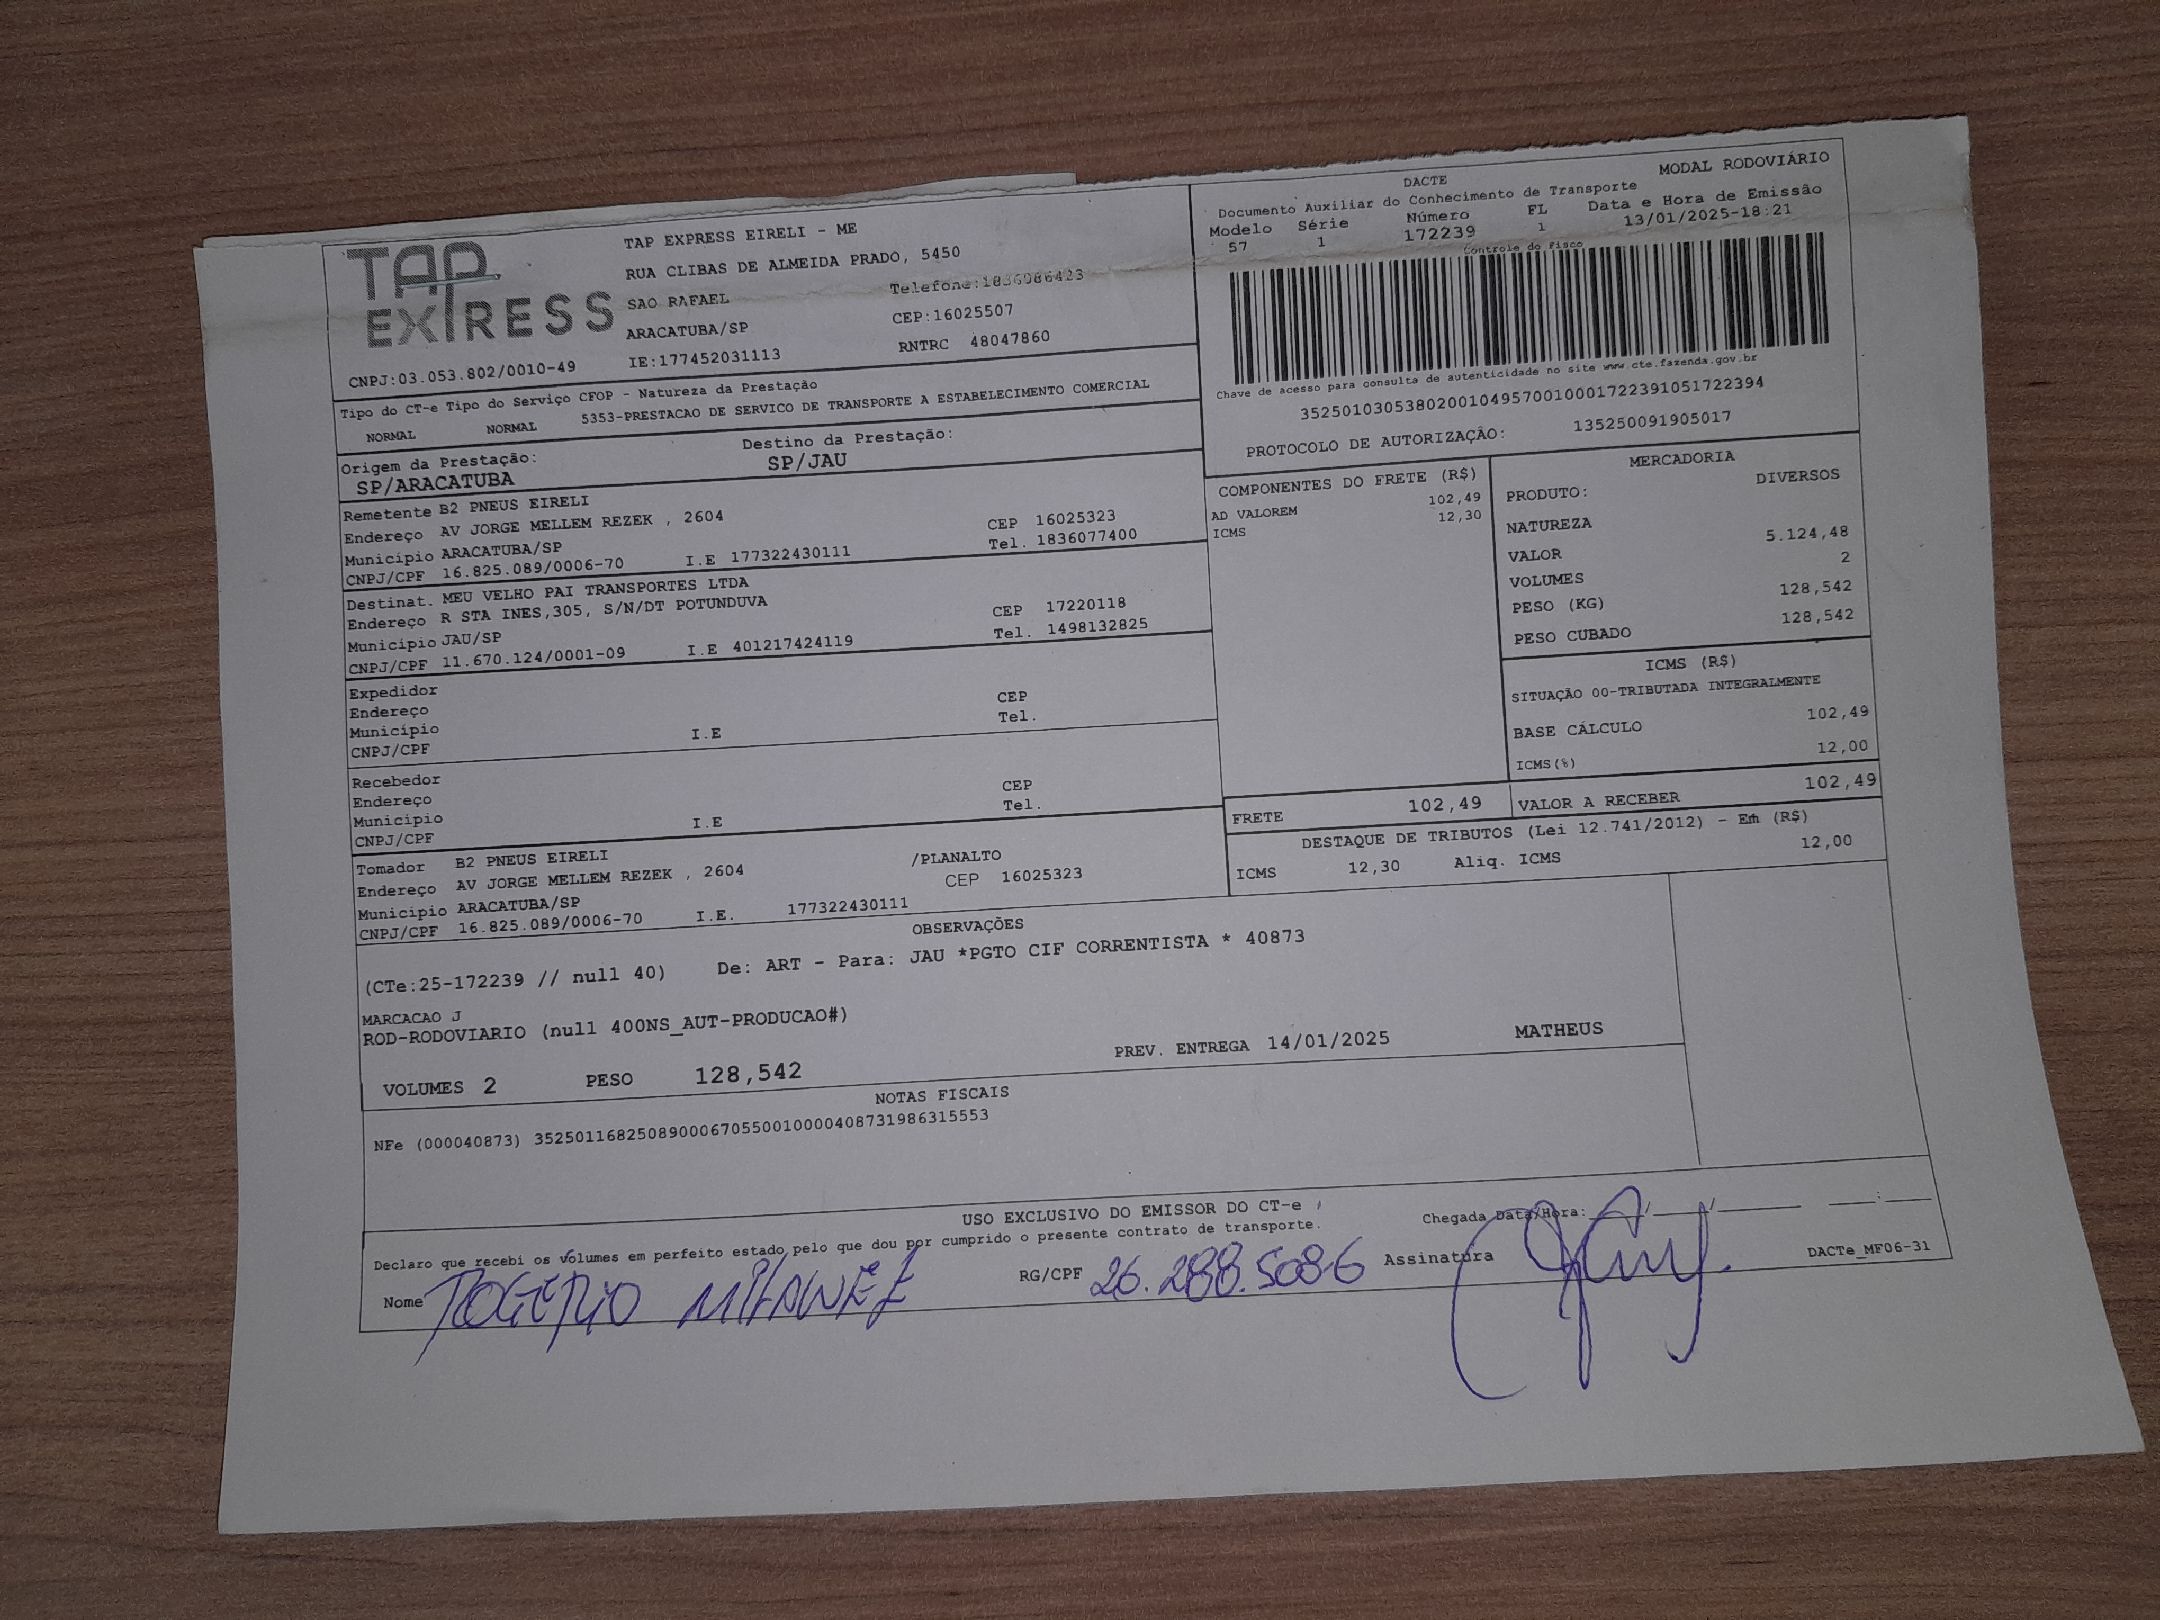 TAP
EXPRESS
CNPJ:03.053.802/0010-49
TAP EXPRESS EIRELI - ME
RUA CLIBAS DE ALMEIDA PRADO, 5450
SAO RAFAEL Telefone:1836086423
ARACATUBA/SP CEP:16025507
IE:177452031113 RNTRC 48047860
DACTE MODAL RODOVIÁRIO
Documento Auxiliar do Conhecimento de Transporte
Modelo Série Número FL Data e Hora de Emissão
57 1 172239 1 13/01/2025-18:21
Controle do Fisco
Chave de acesso para consulta de autenticidade no site www.cte.fazenda.gov.br
35250103053802001049570010001722391051722394
PROTOCOLO DE AUTORIZAÇÃO: 135250091905017
Tipo do CT-e Tipo do Serviço CFOP - Natureza da Prestação
NORMAL NORMAL 5353-PRESTACAO DE SERVICO DE TRANSPORTE A ESTABELECIMENTO COMERCIAL
Origem da Prestação: Destino da Prestação:
SP/ARACATUBA SP/JAU
Remetente B2 PNEUS EIRELI
Endereço AV JORGE MELLEM REZEK , 2604 CEP 16025323
Município ARACATUBA/SP Tel. 1836077400
CNPJ/CPF 16.825.089/0006-70 I.E 177322430111
Destinat. MEU VELHO PAI TRANSPORTES LTDA
Endereço R STA INES,305, S/N/DT POTUNDUVA CEP 17220118
Município JAU/SP Tel. 1498132825
CNPJ/CPF 11.670.124/0001-09 I.E 401217424119
Expedidor
Endereço CEP
Município Tel.
CNPJ/CPF I.E
Recebedor
Endereço CEP
Município Tel.
CNPJ/CPF I.E
Tomador B2 PNEUS EIRELI /PLANALTO
Endereço AV JORGE MELLEM REZEK , 2604 CEP 16025323
Município ARACATUBA/SP
CNPJ/CPF 16.825.089/0006-70 I.E. 177322430111
COMPONENTES DO FRETE (R$)
AD VALOREM 102,49
ICMS 12,30
MERCADORIA
PRODUTO: DIVERSOS
NATUREZA
VALOR 5.124,48
VOLUMES 2
PESO (KG) 128,542
PESO CUBADO 128,542
ICMS (R$)
SITUAÇÃO 00-TRIBUTADA INTEGRALMENTE
BASE CÁLCULO 102,49
ICMS(%) 12,00
FRETE 102,49 VALOR A RECEBER 102,49
DESTAQUE DE TRIBUTOS (Lei 12.741/2012) - Em (R$)
ICMS 12,30 Aliq. ICMS 12,00
OBSERVAÇÕES
(CTe:25-172239 // null 40) De: ART - Para: JAU *PGTO CIF CORRENTISTA * 40873
MARCACAO J
ROD-RODOVIARIO (null 400NS_AUT-PRODUCAO#)
VOLUMES 2 PESO 128,542 PREV. ENTREGA 14/01/2025 MATHEUS
NOTAS FISCAIS
NFe (000040873) 35250116825089000670550010000408731986315553
USO EXCLUSIVO DO EMISSOR DO CT-e
Declaro que recebi os volumes em perfeito estado pelo que dou por cumprido o presente contrato de transporte.
Chegada Data/Hora: / / :
Nome ROGERIO MILANEZ RG/CPF 26.288.508-6 Assinatura
DACTe_MF06-31